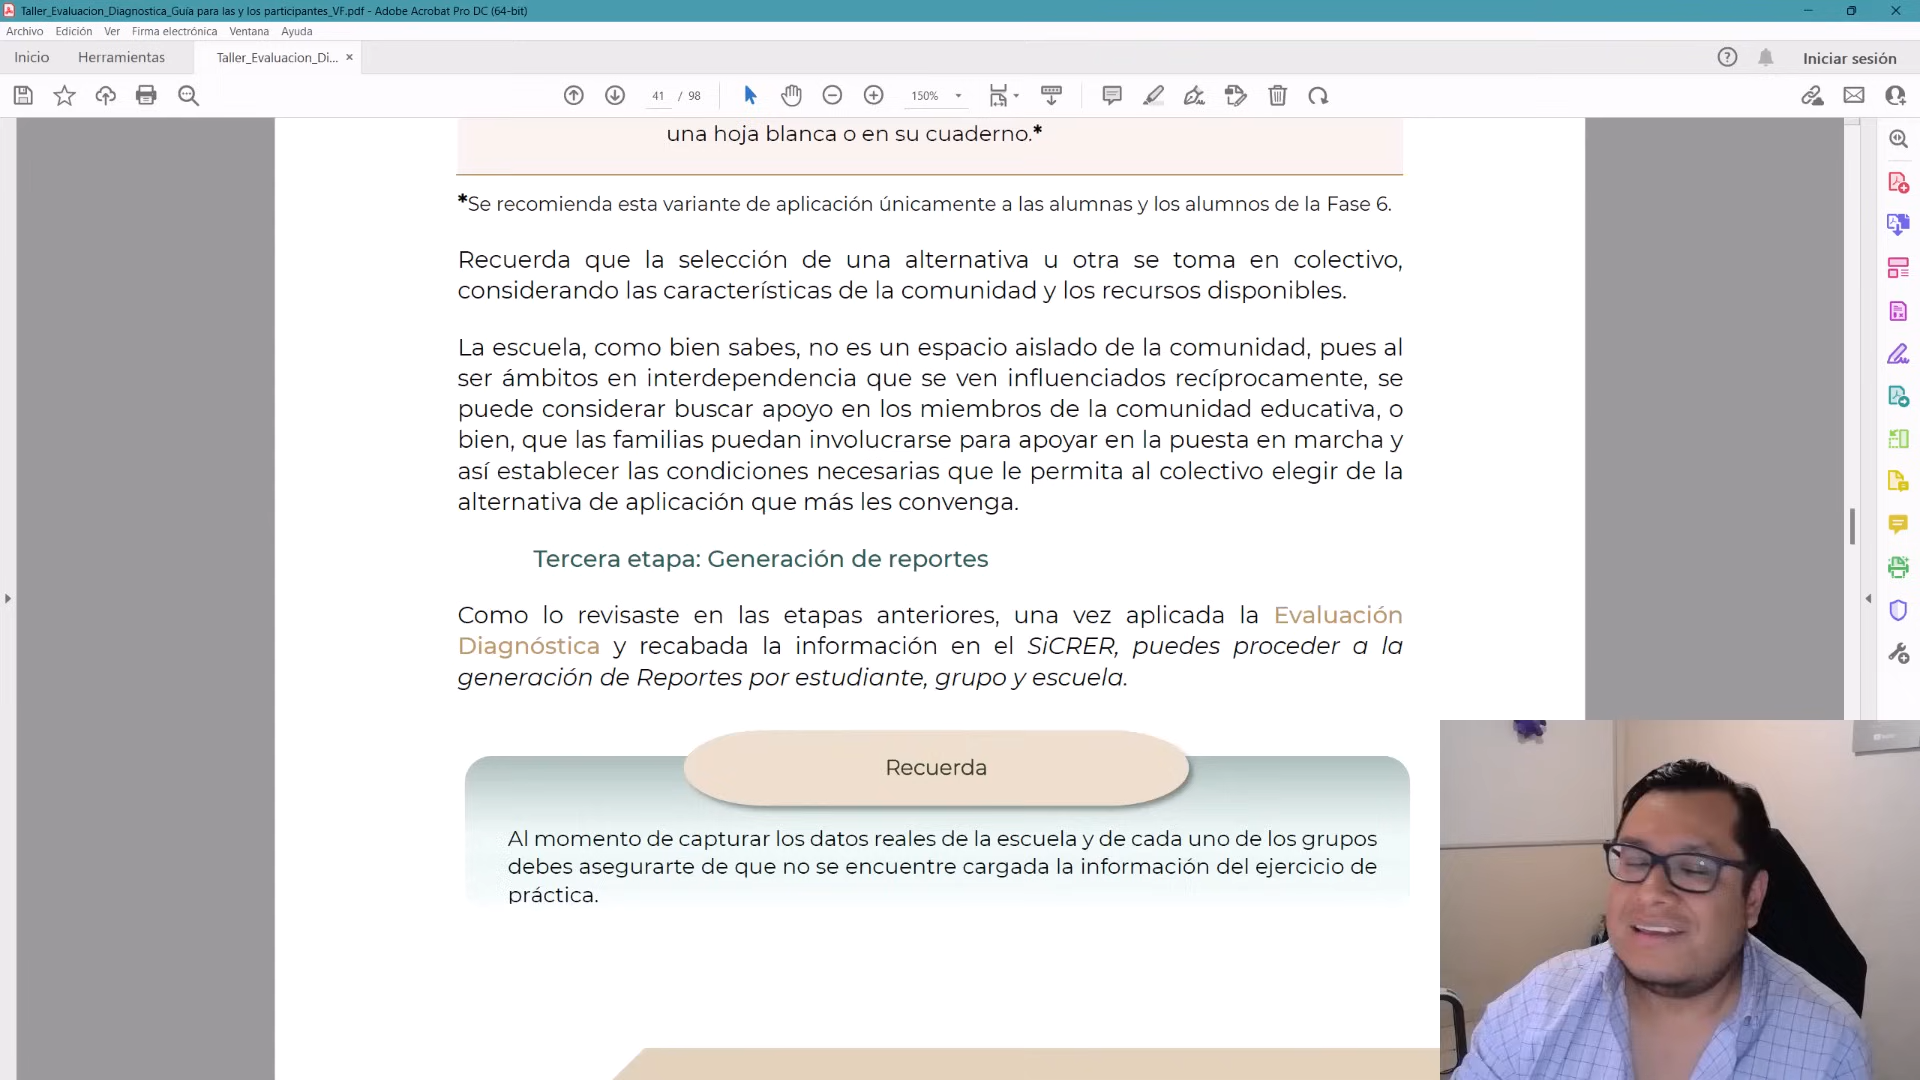 Taller_Evaluacion_Diagnostica_Guía para las y los participantes_VF.pdf - Adobe Acrobat Pro DC (64-bit)
Archivo Edición Ver Firma electrónica Ventana Ayuda
Inicio Herramientas Taller_Evaluacion_Di... × Iniciar sesión
41 / 98 150%
una hoja blanca o en su cuaderno.*
*Se recomienda esta variante de aplicación únicamente a las alumnas y los alumnos de la Fase 6.
Recuerda que la selección de una alternativa u otra se toma en colectivo,
considerando las características de la comunidad y los recursos disponibles.
La escuela, como bien sabes, no es un espacio aislado de la comunidad, pues al
ser ámbitos en interdependencia que se ven influenciados recíprocamente, se
puede considerar buscar apoyo en los miembros de la comunidad educativa, o
bien, que las familias puedan involucrarse para apoyar en la puesta en marcha y
así establecer las condiciones necesarias que le permita al colectivo elegir de la
alternativa de aplicación que más les convenga.
Tercera etapa: Generación de reportes
Como lo revisaste en las etapas anteriores, una vez aplicada la Evaluación
Diagnóstica y recabada la información en el SiCRER, puedes proceder a la
generación de Reportes por estudiante, grupo y escuela.
Recuerda
Al momento de capturar los datos reales de la escuela y de cada uno de los grupos
debes asegurarte de que no se encuentre cargada la información del ejercicio de
práctica.